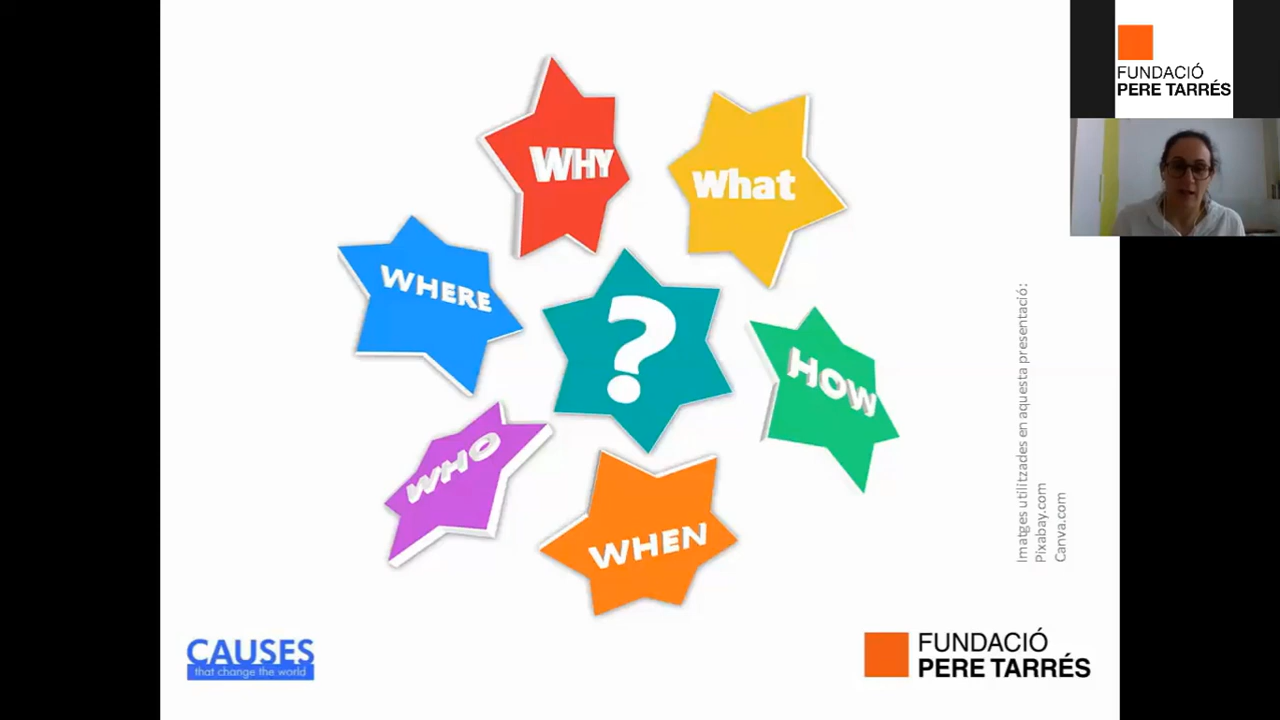 WHY
What
WHERE
?
HOW
WHO
WHEN
Imatges utilitzades en aquesta presentació:
Pixabay.com
Canva.com
CAUSES
that change the world
FUNDACIÓ
PERE TARRÉS
FUNDACIÓ
PERE TARRÉS